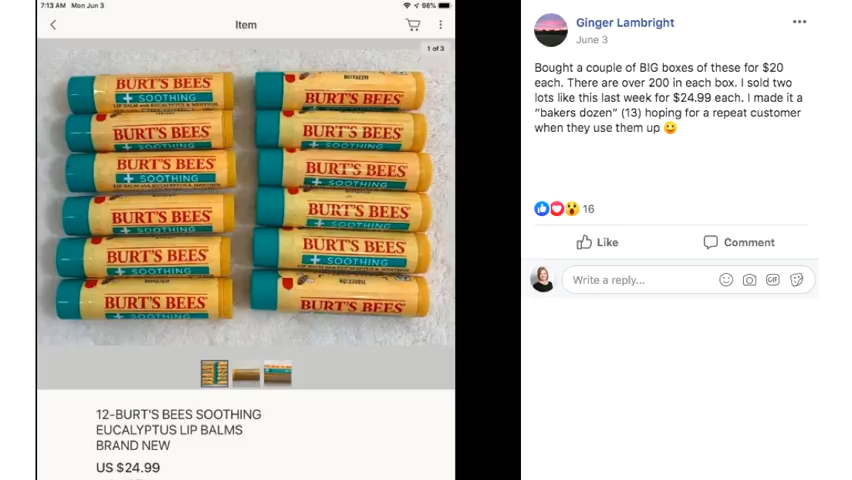 7:13 AM Mon Jun 3
98%
Item
1 of 3
BURT'S BEES
+ SOOTHING
BURT'S BEES
BURT'S BEES
+ SOOTHING
BURT'S BEES
+ SOOTHING
BURT'S BEES
+ SOOTHING
BURT'S BEES
+ SOOTHING
BURT'S BEES
+ SOOTHING
BURT'S BEES
+ SOOTHING
BURT'S BEES
+ SOOTHING
BURT'S BEES
+ SOOTHING
BURT'S BEES
+ SOOTHING
BURT'S BEES
12-BURT'S BEES SOOTHING
EUCALYPTUS LIP BALMS
BRAND NEW
US $24.99
Ginger Lambright
June 3
Bought a couple of BIG boxes of these for $20
each. There are over 200 in each box. I sold two
lots like this last week for $24.99 each. I made it a
“bakers dozen” (13) hoping for a repeat customer
when they use them up
16
Like
Comment
Write a reply...
GIF